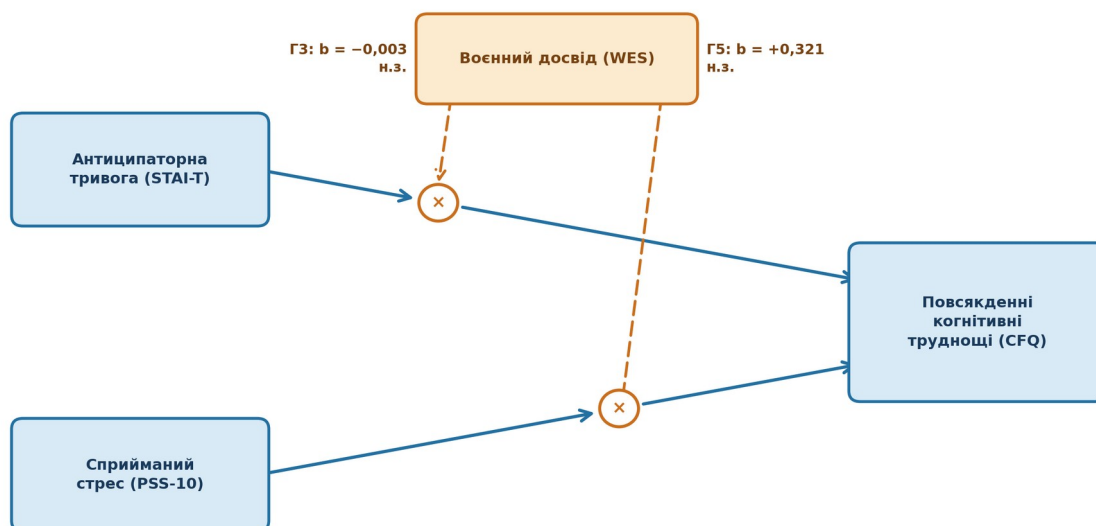 Г3: b = −0,003
н.з.
Воєнний досвід (WES)
Г5: b = +0,321
н.з.
Антиципаторна
тривога (STAI-T)
×
Повсякденні
когнітивні
труднощі (CFQ)
×
Сприйманий
стрес (PSS-10)